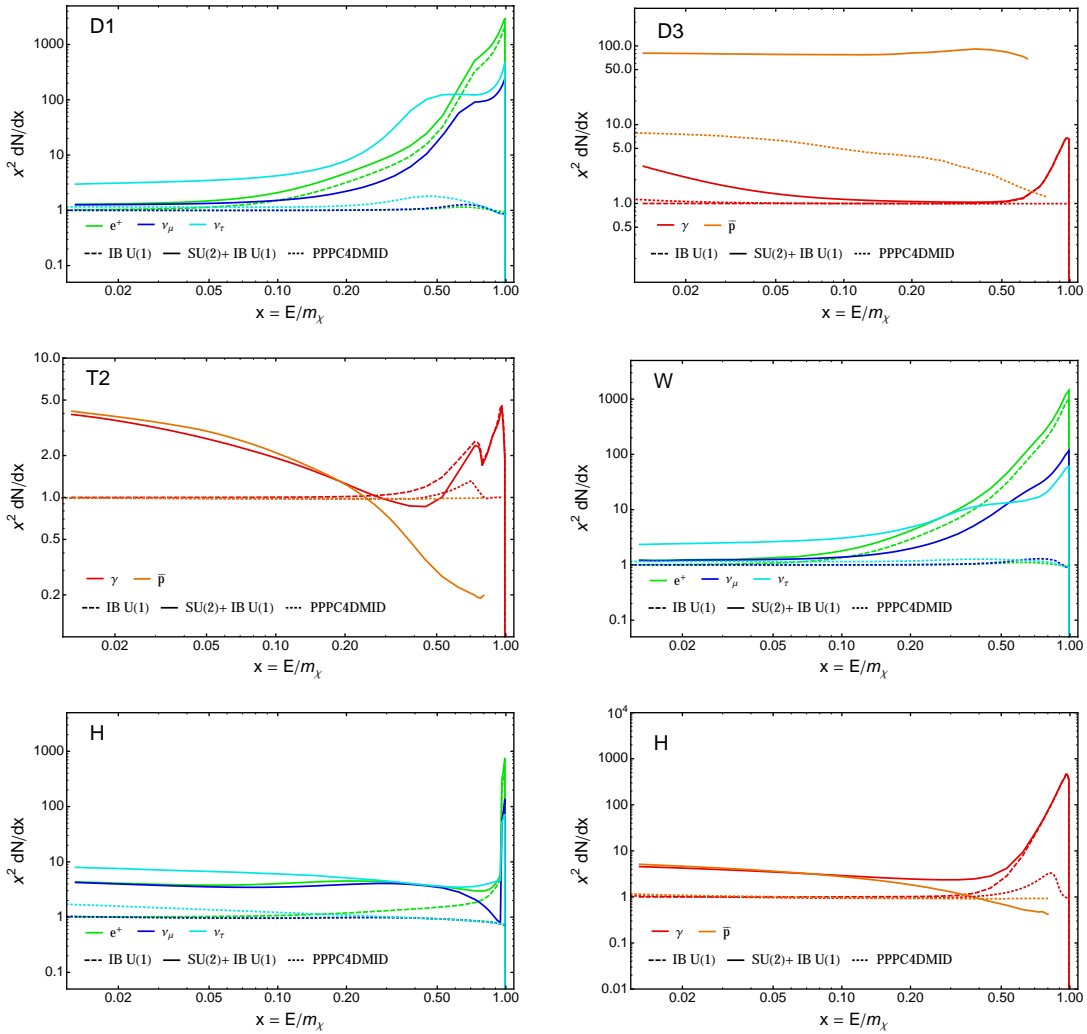 D1
1000
100
10
1
0.1
x² dN/dx
e⁺ ν_μ ν_τ
IB U(1) SU(2)+ IB U(1) PPPC4DMID
0.02 0.05 0.10 0.20 0.50 1.00
x = E/m_χ
D3
100.0
50.0
10.0
5.0
1.0
0.5
x² dN/dx
γ p̅
IB U(1) SU(2)+ IB U(1) PPPC4DMID
0.02 0.05 0.10 0.20 0.50 1.00
x = E/m_χ
T2
10.0
5.0
2.0
1.0
0.5
0.2
x² dN/dx
γ p̅
IB U(1) SU(2)+ IB U(1) PPPC4DMID
0.02 0.05 0.10 0.20 0.50 1.00
x = E/m_χ
W
1000
100
10
1
0.1
x² dN/dx
e⁺ ν_μ ν_τ
IB U(1) SU(2)+ IB U(1) PPPC4DMID
0.02 0.05 0.10 0.20 0.50 1.00
x = E/m_χ
H
1000
100
10
1
0.1
x² dN/dx
e⁺ ν_μ ν_τ
IB U(1) SU(2)+ IB U(1) PPPC4DMID
0.02 0.05 0.10 0.20 0.50 1.00
x = E/m_χ
H
10⁴
1000
100
10
1
0.10
0.01
x² dN/dx
γ p̅
IB U(1) SU(2)+ IB U(1) PPPC4DMID
0.02 0.05 0.10 0.20 0.50 1.00
x = E/m_χ